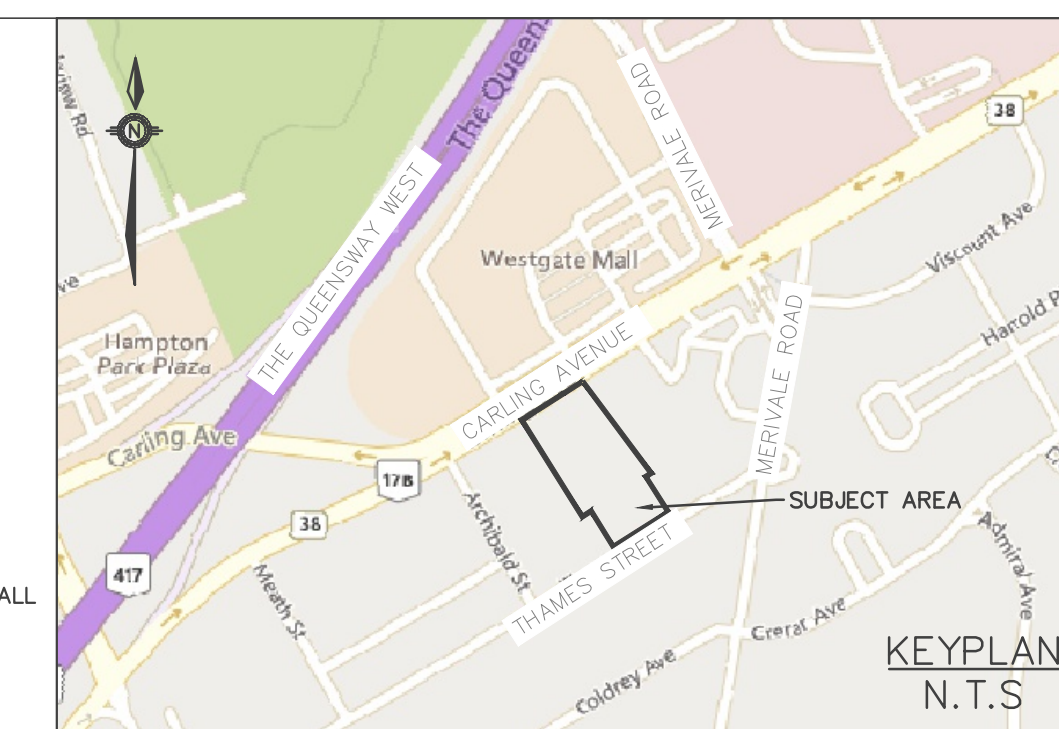 The Queen
MERIVALE ROAD
38
N
THE QUEENSWAY WEST
Viscount Ave
Westgate Mall
Harold P
Hampton
Park Plaza
CARLING AVENUE
MERIVALE ROAD
Carling Ave
17B
SUBJECT AREA
38
Archibald St
THAMES STREET
Admiral Ave
417
ALL
Meath St
Crerar Ave
Coldrey Ave
KEYPLAN
N.T.S